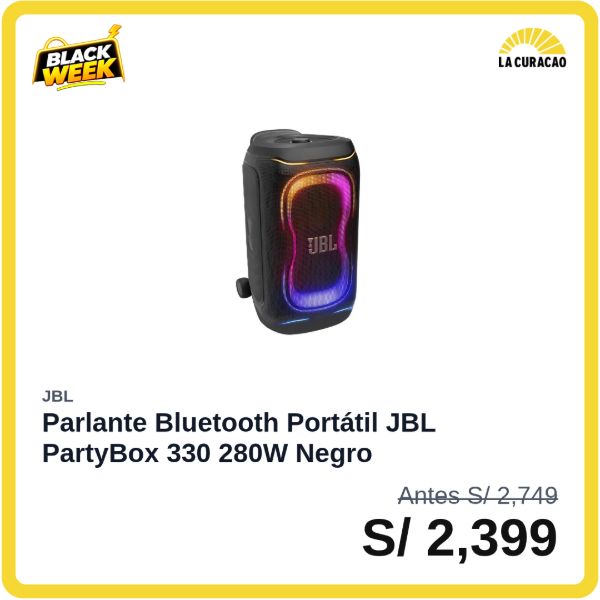 BLACK
WEEK
LA CURACAO
JBL
JBL
Parlante Bluetooth Portátil JBL
PartyBox 330 280W Negro
Antes S/ 2,749
S/ 2,399